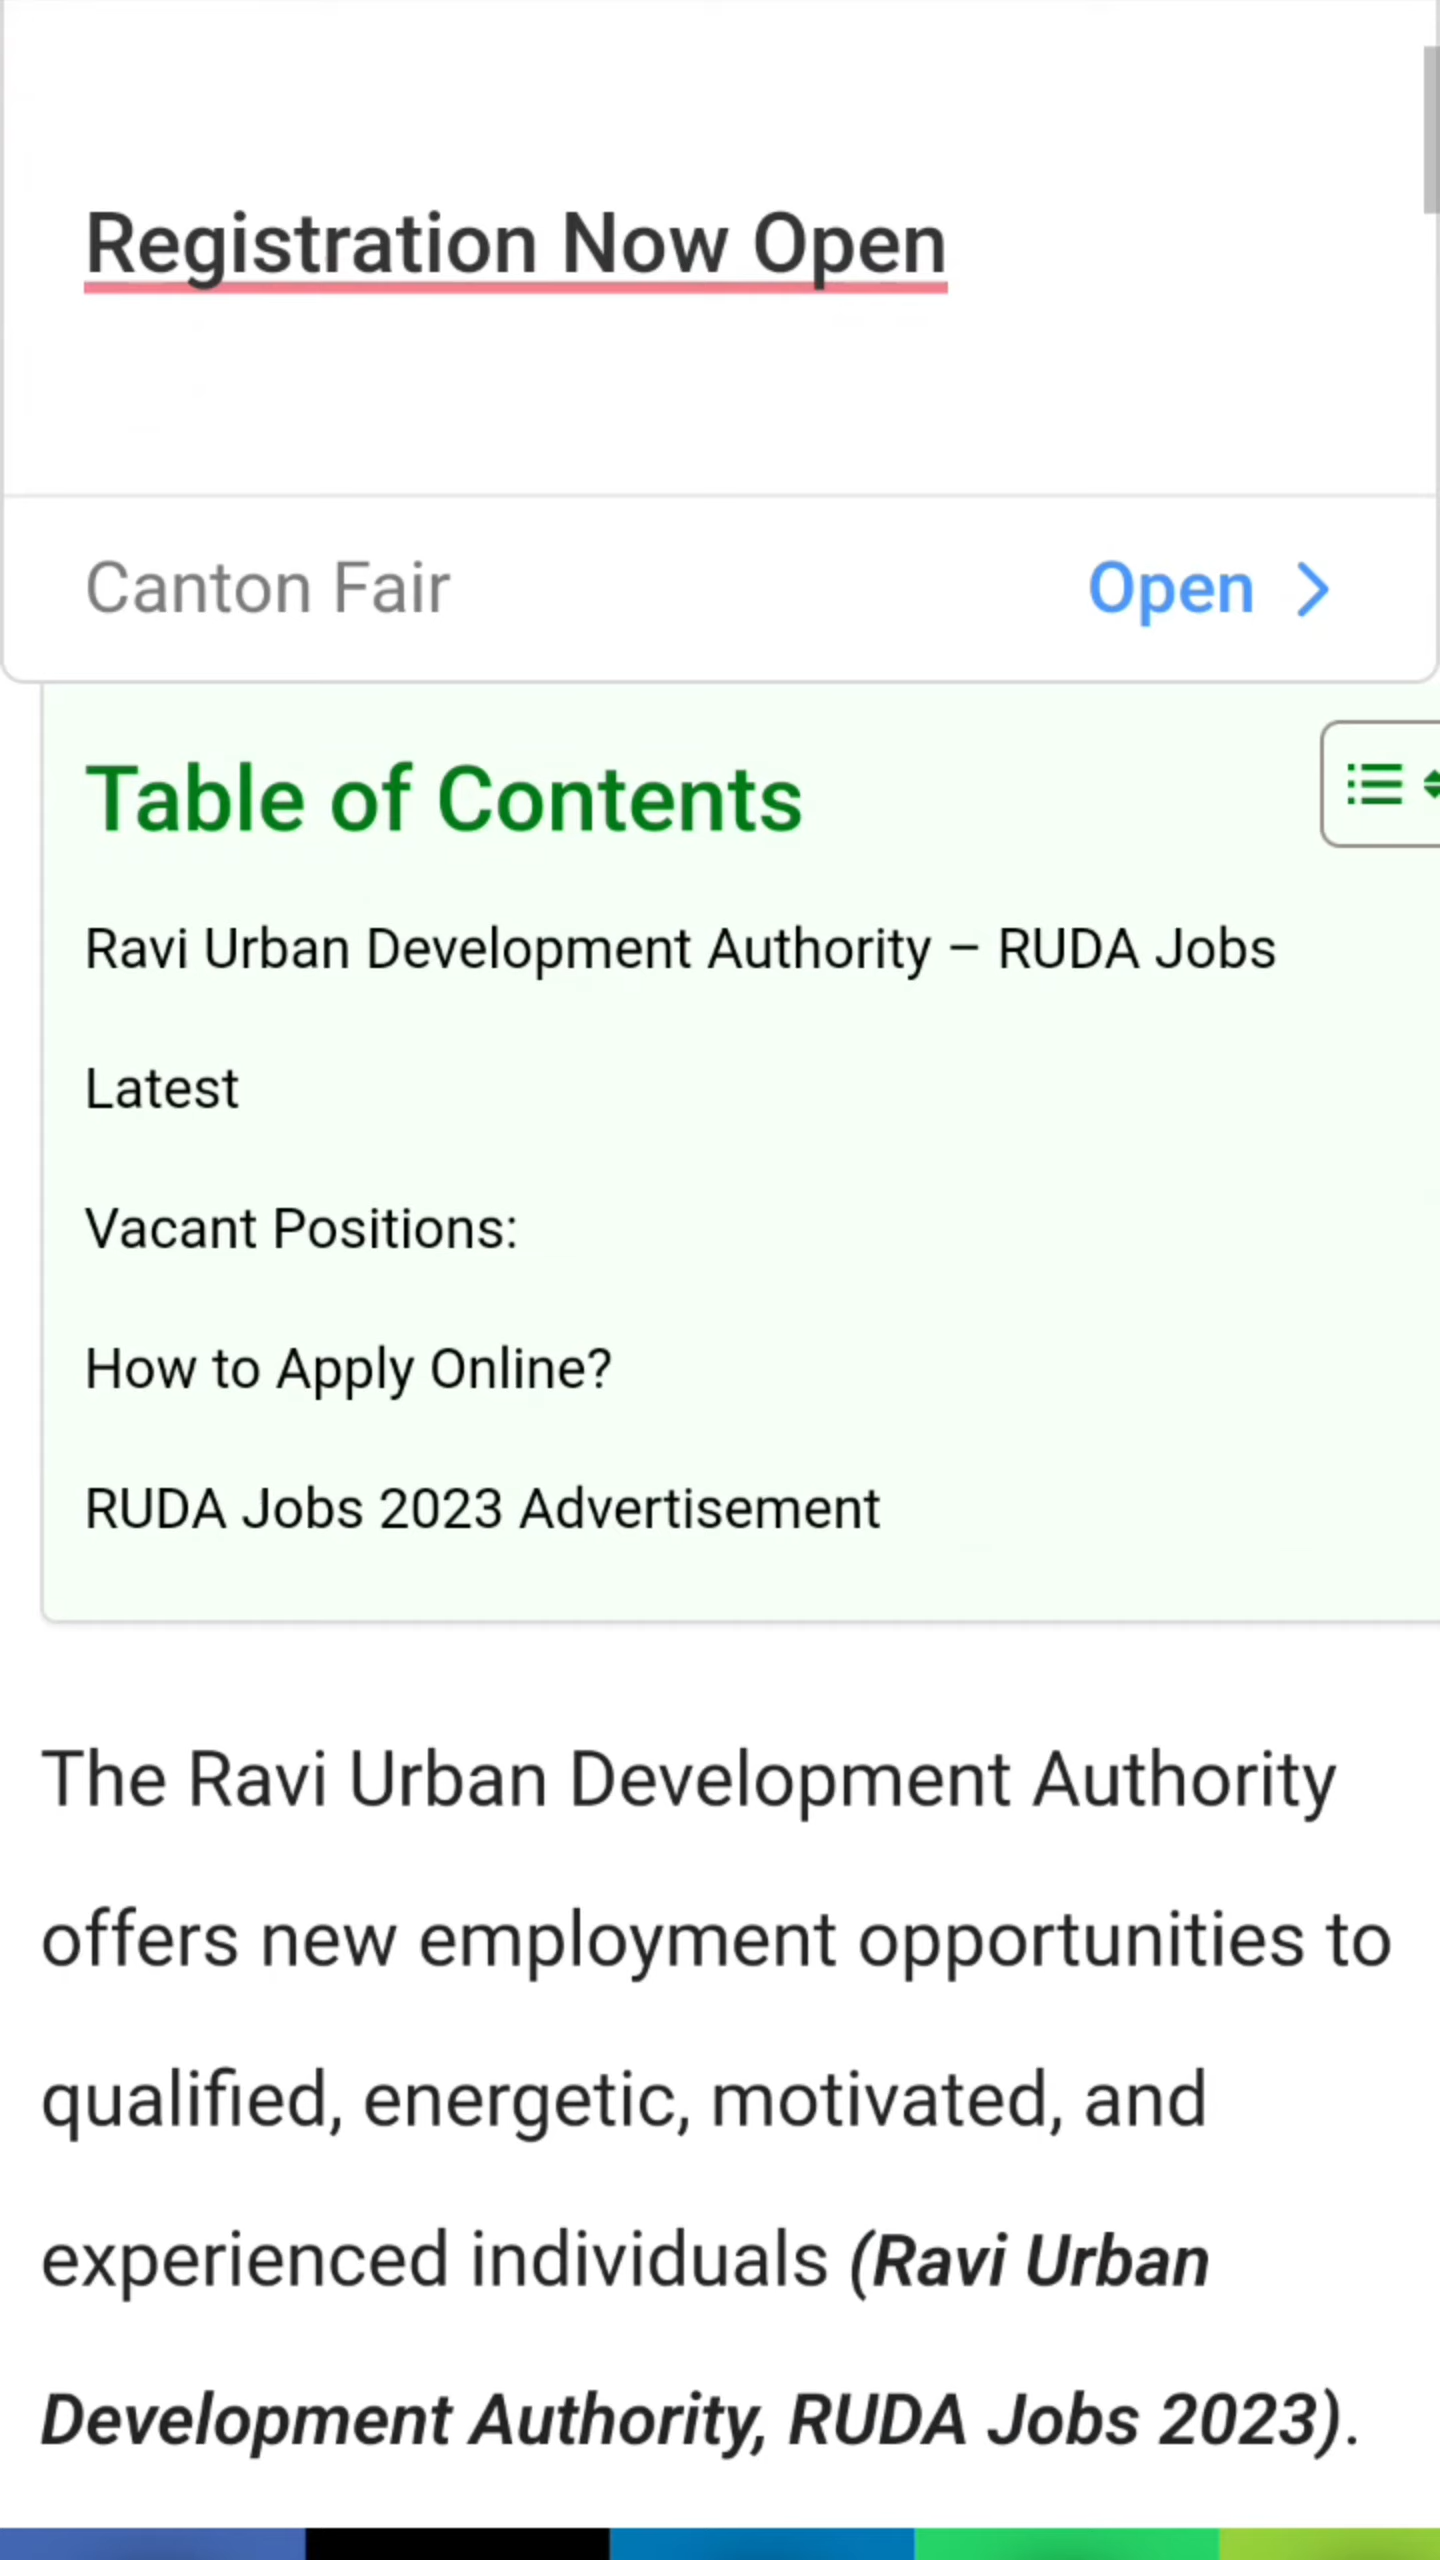 Registration Now Open
Canton Fair
Open
Table of Contents
Ravi Urban Development Authority – RUDA Jobs
Latest
Vacant Positions:
How to Apply Online?
RUDA Jobs 2023 Advertisement
The Ravi Urban Development Authority
offers new employment opportunities to
qualified, energetic, motivated, and
experienced individuals (Ravi Urban
Development Authority, RUDA Jobs 2023).